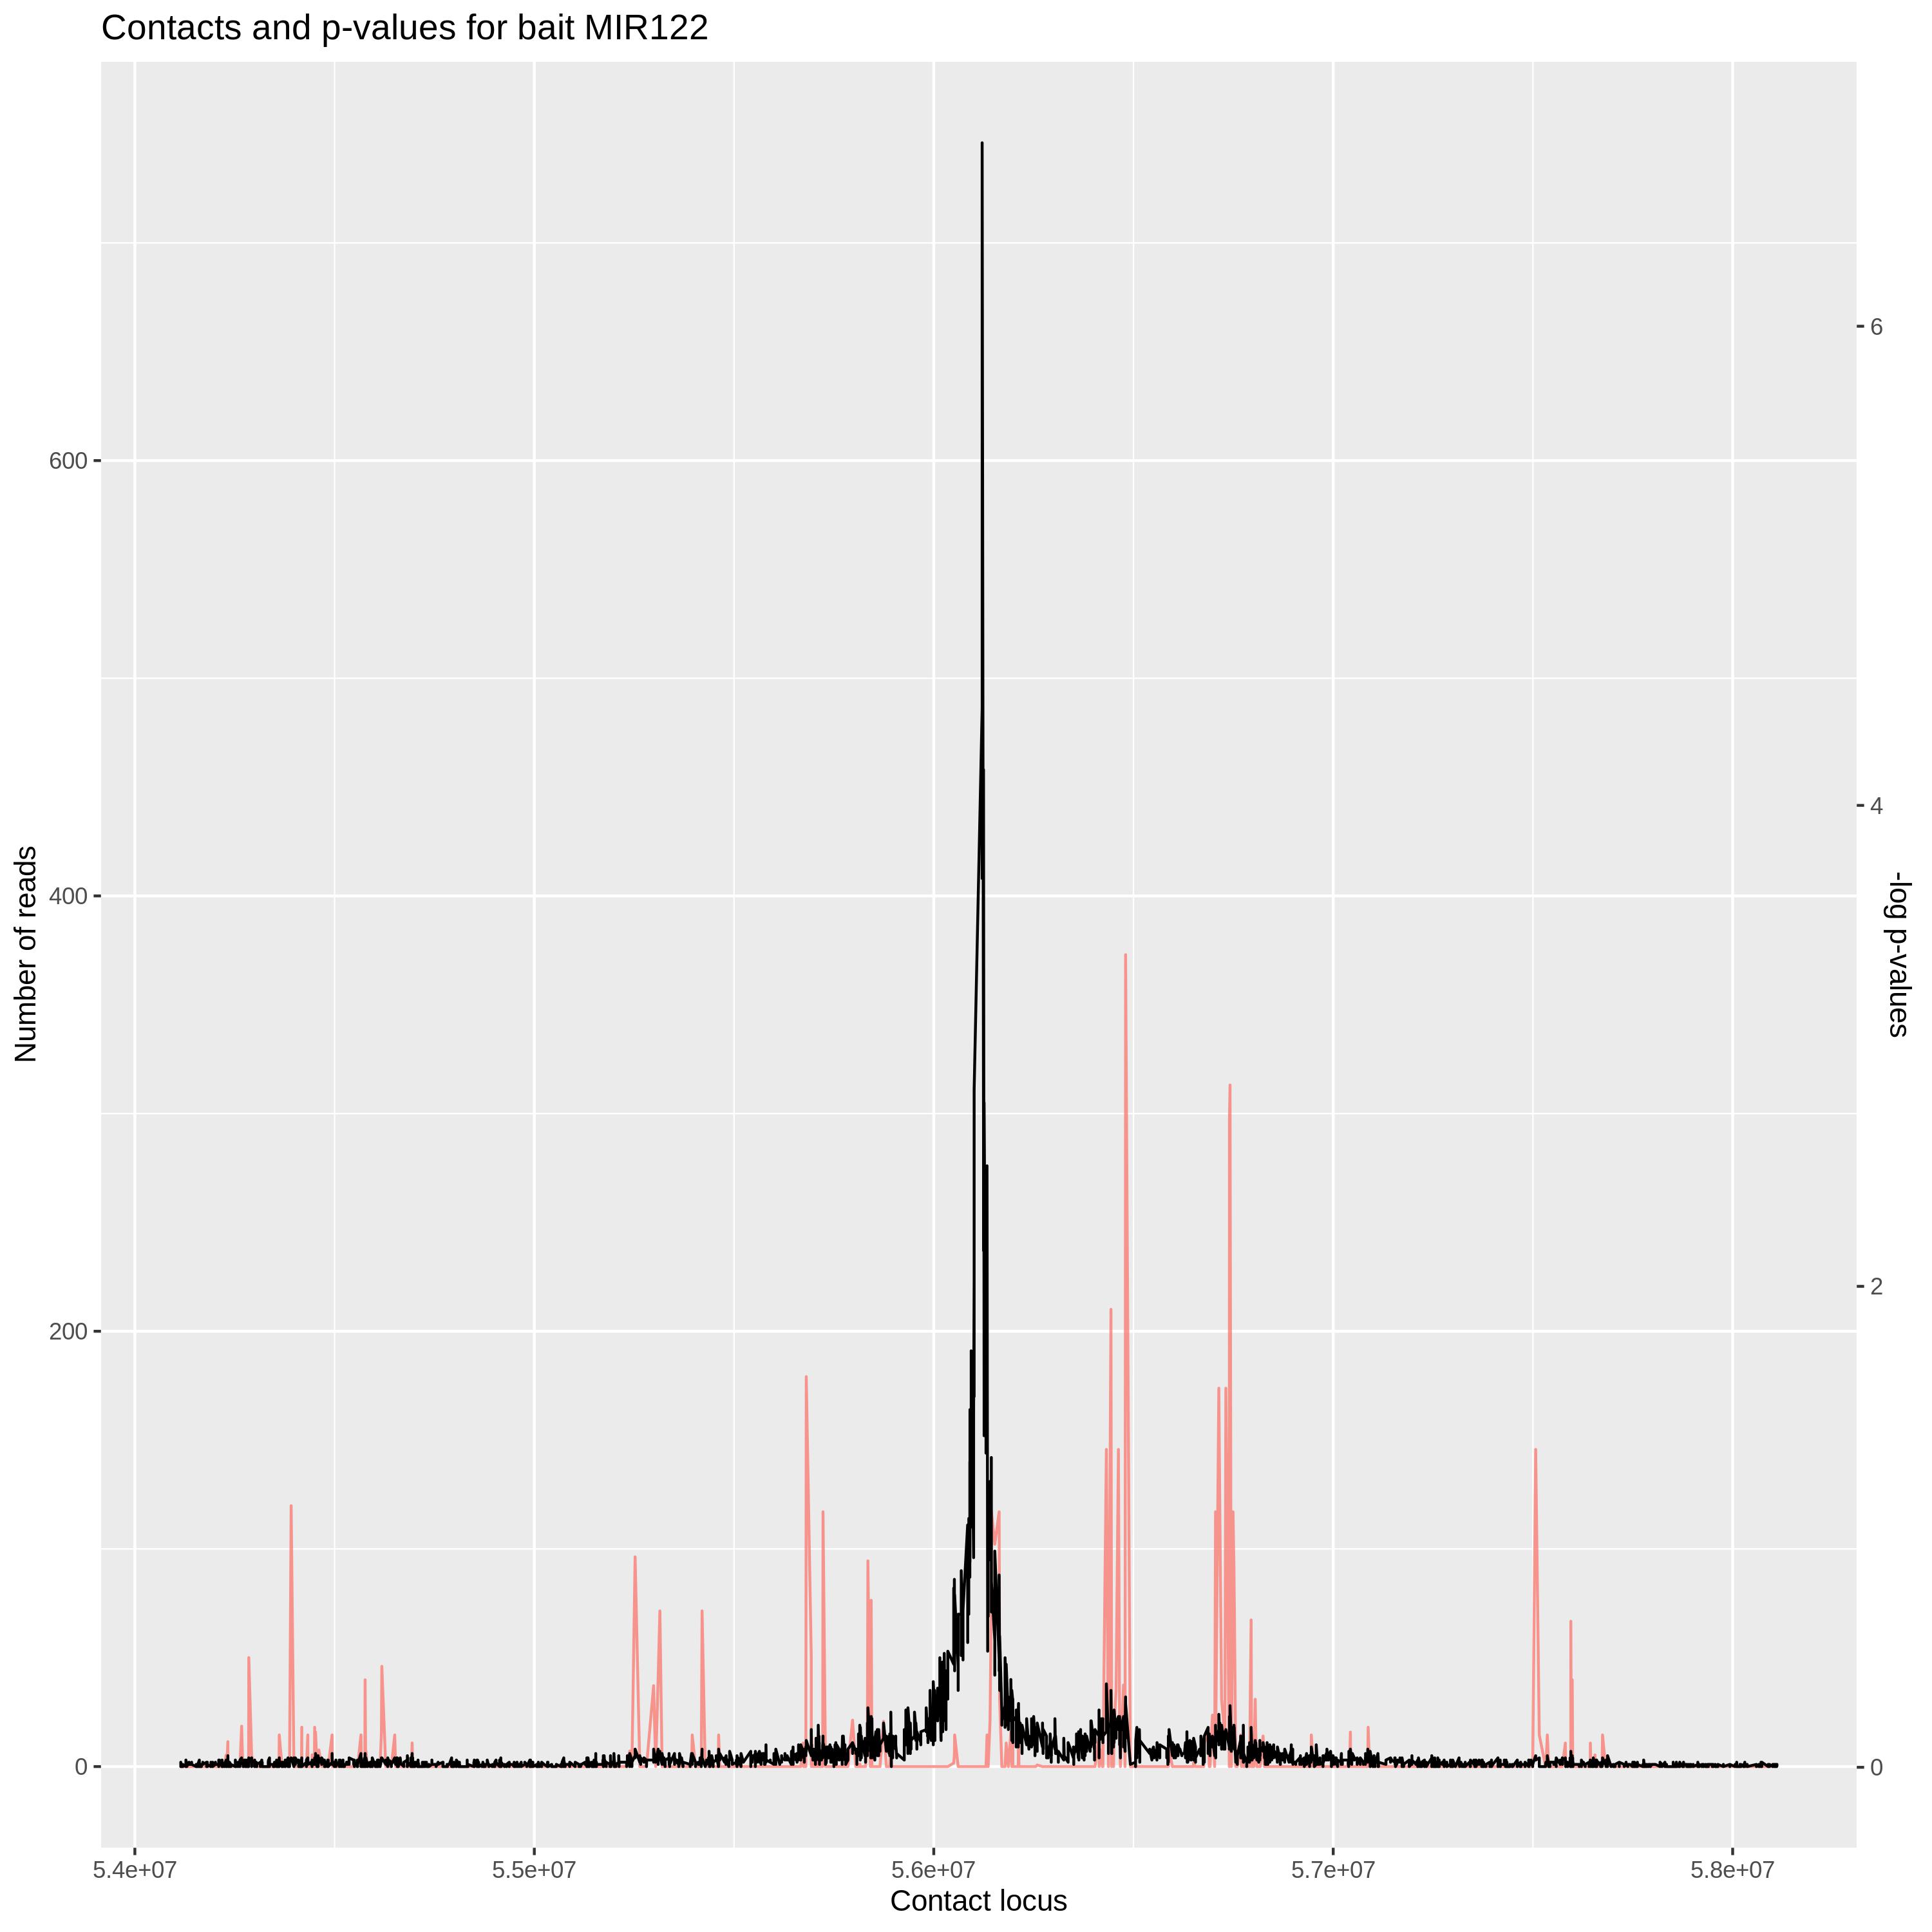 Contacts and p-values for bait MIR122
Number of reads
600
400
200
0
-log p-values
6
4
2
0
5.4e+07 5.5e+07 5.6e+07 5.7e+07 5.8e+07
Contact locus